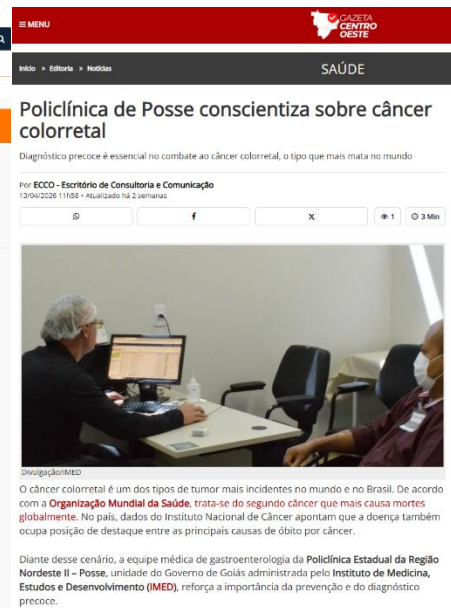 ≡ MENU
GAZETA
CENTRO
OESTE
Início > Editoria > Notícias
SAÚDE
Policlínica de Posse conscientiza sobre câncer
colorretal
Diagnóstico precoce é essencial no combate ao câncer colorretal, o tipo que mais mata no mundo
Por ECCO - Escritório de Consultoria e Comunicação
13/04/2026 11h58 • Atualizado há 2 semanas
1
3 Min
Divulgação/IMED
O câncer colorretal é um dos tipos de tumor mais incidentes no mundo e no Brasil. De acordo
com a Organização Mundial da Saúde, trata-se do segundo câncer que mais causa mortes
globalmente. No país, dados do Instituto Nacional de Câncer apontam que a doença também
ocupa posição de destaque entre as principais causas de óbito por câncer.
Diante desse cenário, a equipe médica de gastroenterologia da Policlínica Estadual da Região
Nordeste II – Posse, unidade do Governo de Goiás administrada pelo Instituto de Medicina,
Estudos e Desenvolvimento (IMED), reforça a importância da prevenção e do diagnóstico
precoce.